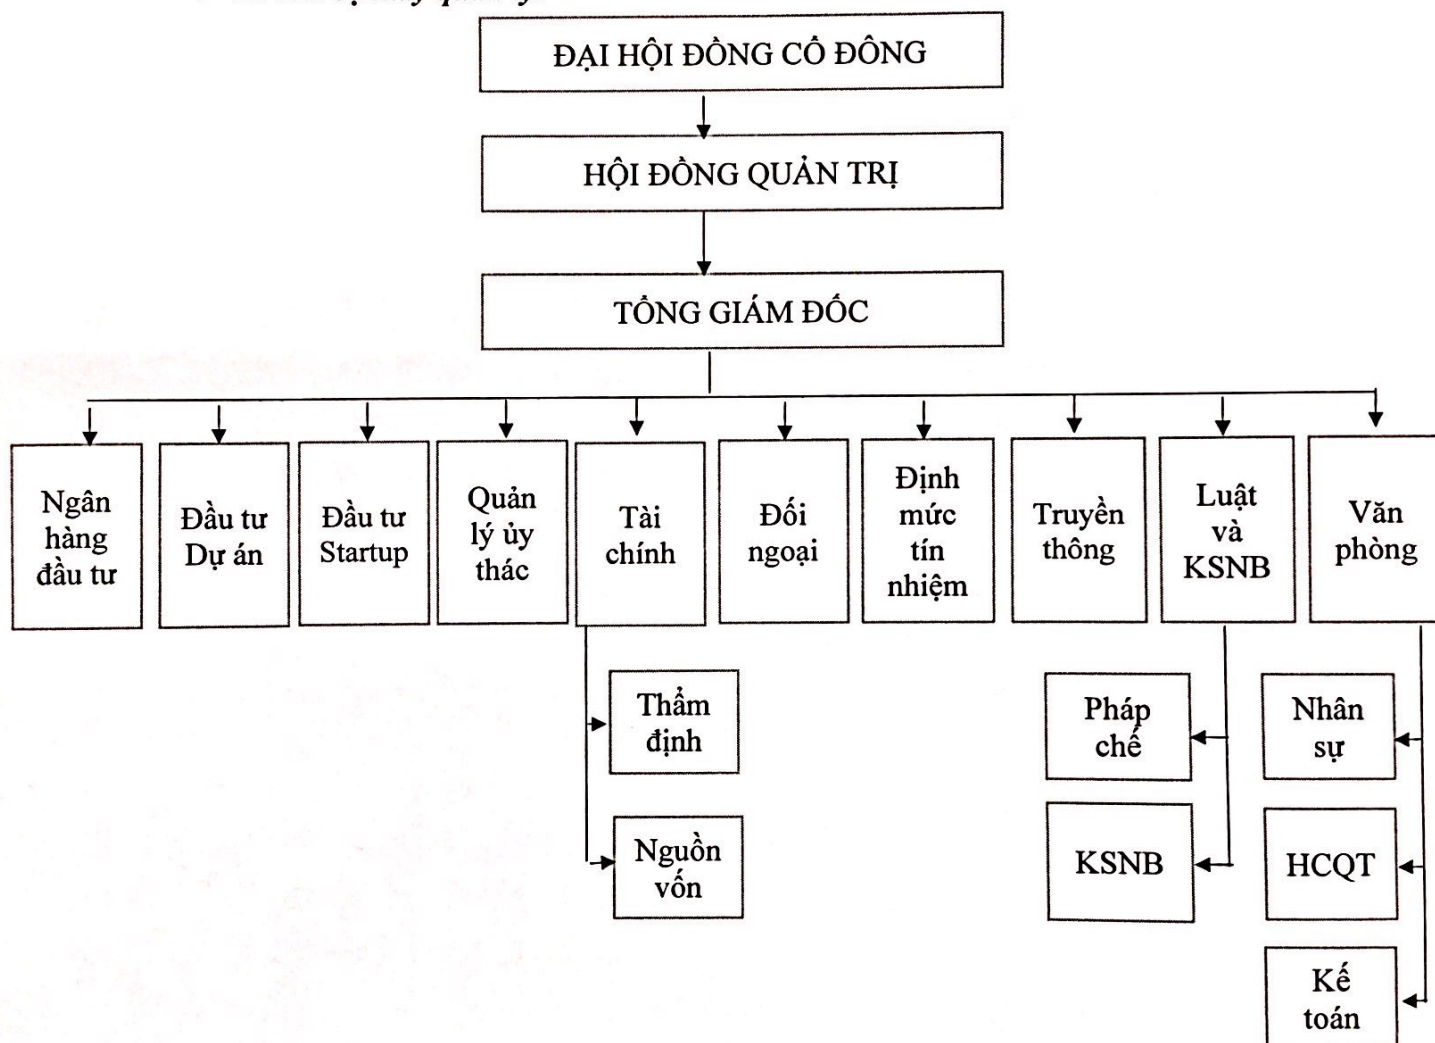 ĐẠI HỘI ĐỒNG CỔ ĐÔNG
HỘI ĐỒNG QUẢN TRỊ
TỔNG GIÁM ĐỐC
Ngân
hàng
đầu tư
Đầu tư
Dự án
Đầu tư
Startup
Quản
lý ủy
thác
Tài
chính
Đối
ngoại
Định
mức
tín
nhiệm
Truyền
thông
Luật
và
KSNB
Văn
phòng
Thẩm
định
Nguồn
vốn
Pháp
chế
KSNB
Nhân
sự
HCQT
Kế
toán